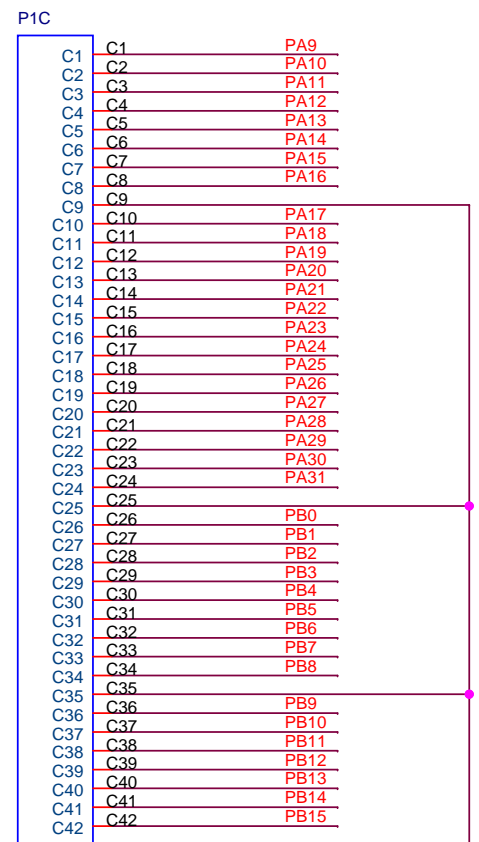 P1C
C1 C1 PA9
C2 C2 PA10
C3 C3 PA11
C4 C4 PA12
C5 C5 PA13
C6 C6 PA14
C7 C7 PA15
C8 C8 PA16
C9 C9
C10 C10 PA17
C11 C11 PA18
C12 C12 PA19
C13 C13 PA20
C14 C14 PA21
C15 C15 PA22
C16 C16 PA23
C17 C17 PA24
C18 C18 PA25
C19 C19 PA26
C20 C20 PA27
C21 C21 PA28
C22 C22 PA29
C23 C23 PA30
C24 C24 PA31
C25 C25
C26 C26 PB0
C27 C27 PB1
C28 C28 PB2
C29 C29 PB3
C30 C30 PB4
C31 C31 PB5
C32 C32 PB6
C33 C33 PB7
C34 C34 PB8
C35 C35
C36 C36 PB9
C37 C37 PB10
C38 C38 PB11
C39 C39 PB12
C40 C40 PB13
C41 C41 PB14
C42 C42 PB15